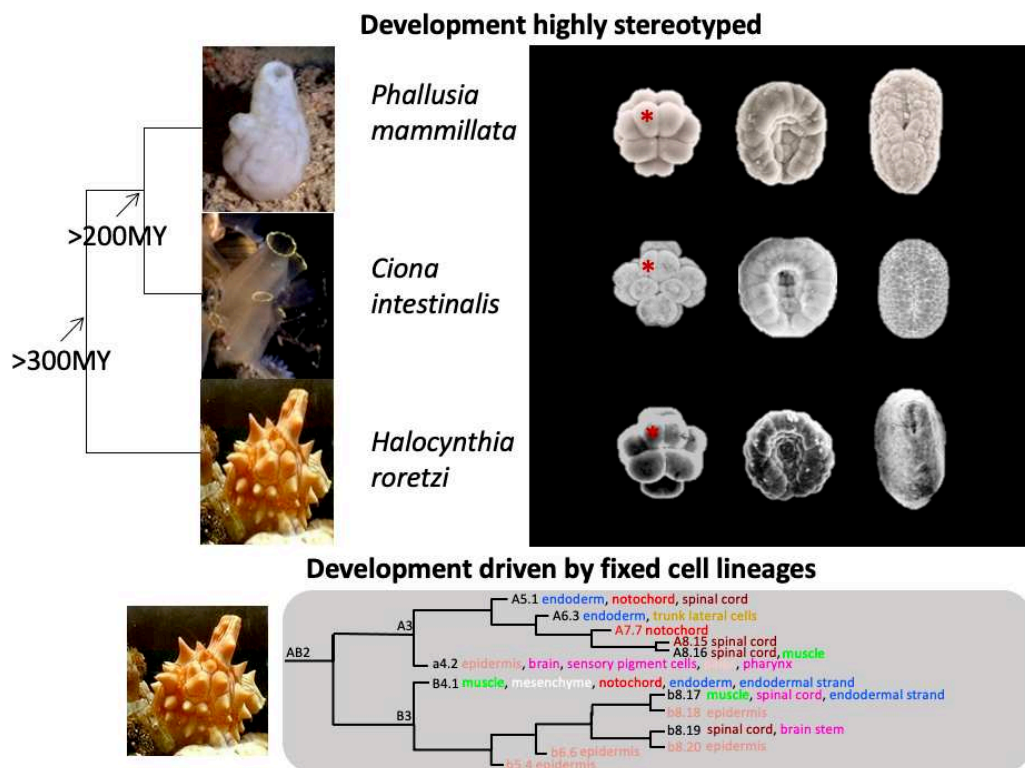 Development highly stereotyped
Phallusia
mammillata
>200MY
Ciona
intestinalis
>300MY
Halocynthia
roretzi
Development driven by fixed cell lineages
A5.1 endoderm, notochord, spinal cord
A6.3 endoderm, trunk lateral cells
A3
A7.7 notochord
A8.15 spinal cord
A8.16 spinal cord, muscle
AB2
a4.2 epidermis, brain, sensory pigment cells, pharynx
B4.1 muscle, mesenchyme, notochord, endoderm, endodermal strand
b8.17 muscle, spinal cord, endodermal strand
b8.18 epidermis
B3
b8.19 spinal cord, brain stem
b8.20 epidermis
b6.6 epidermis
b5.4 epidermis